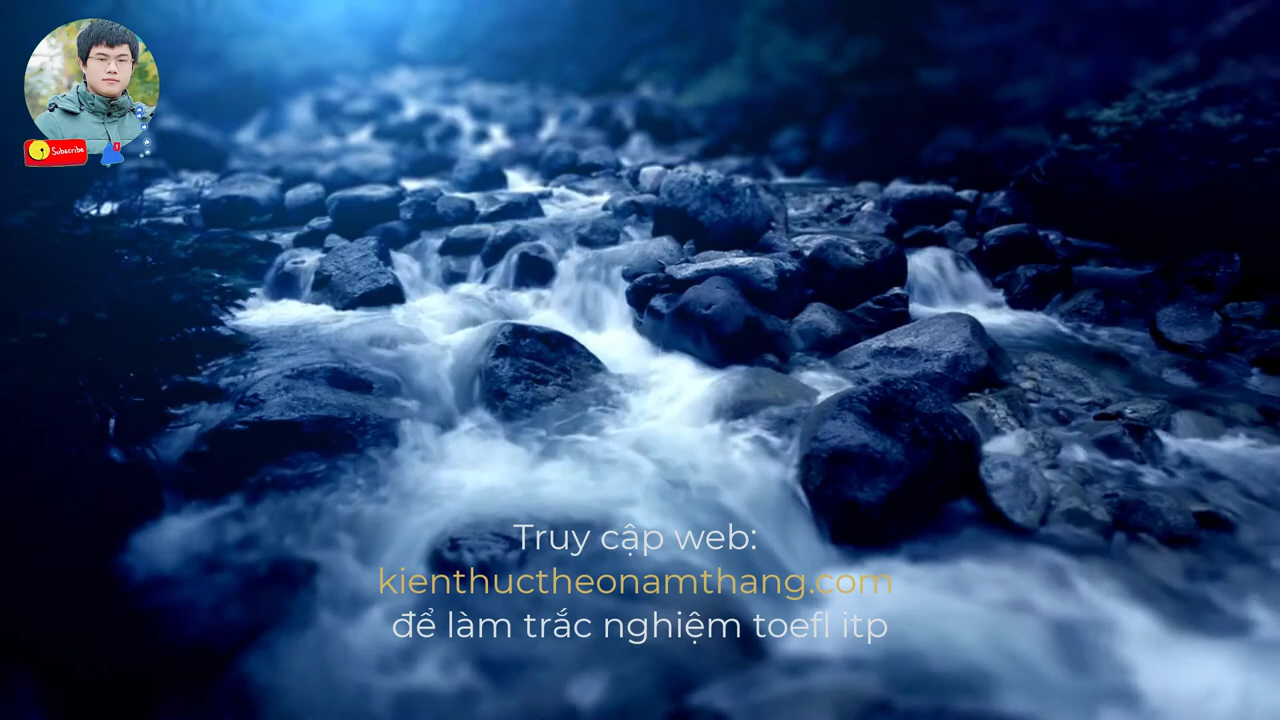 Subscribe
Truy cập web:
kienthuctheonamthang.com
để làm trắc nghiệm toefl itp